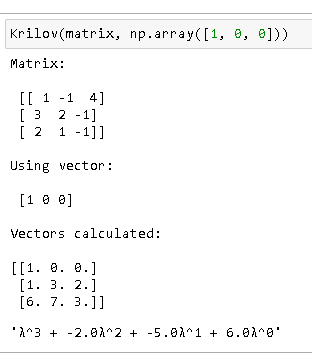 Krilov(matrix, np.array([1, 0, 0]))
Matrix:
[[ 1 -1  4]
[ 3  2 -1]
[ 2  1 -1]]
Using vector:
[1 0 0]
Vectors calculated:
[[1. 0. 0.]
[1. 3. 2.]
[6. 7. 3.]]
'λ^3 + -2.0λ^2 + -5.0λ^1 + 6.0λ^0'